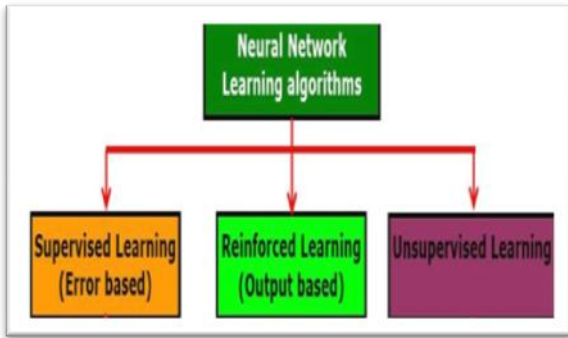 Neural Network
Learning algorithms
Supervised Learning
(Error based)
Reinforced Learning
(Output based)
Unsupervised Learning